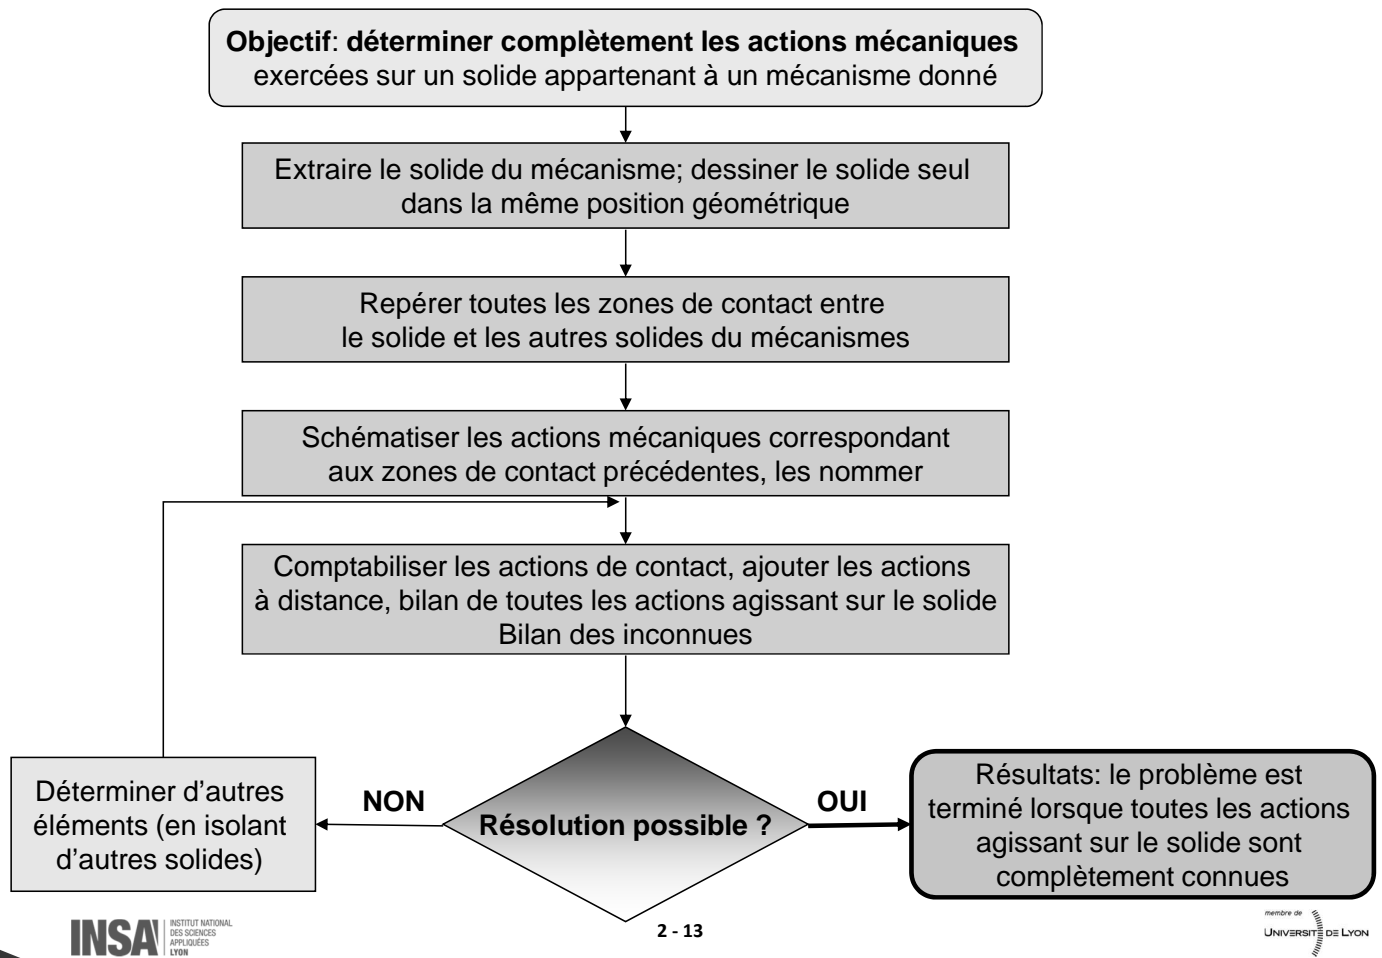 Objectif: déterminer complètement les actions mécaniques
exercées sur un solide appartenant à un mécanisme donné
Extraire le solide du mécanisme; dessiner le solide seul
dans la même position géométrique
Repérer toutes les zones de contact entre
le solide et les autres solides du mécanismes
Schématiser les actions mécaniques correspondant
aux zones de contact précédentes, les nommer
Comptabiliser les actions de contact, ajouter les actions
à distance, bilan de toutes les actions agissant sur le solide
Bilan des inconnues
Résolution possible ?
NON
Déterminer d'autres
éléments (en isolant
d'autres solides)
OUI
Résultats: le problème est
terminé lorsque toutes les actions
agissant sur le solide sont
complètement connues
INSA
INSTITUT NATIONAL
DES SCIENCES
APPLIQUÉES
LYON
2 - 13
membre de
UNIVERSITÉ DE LYON